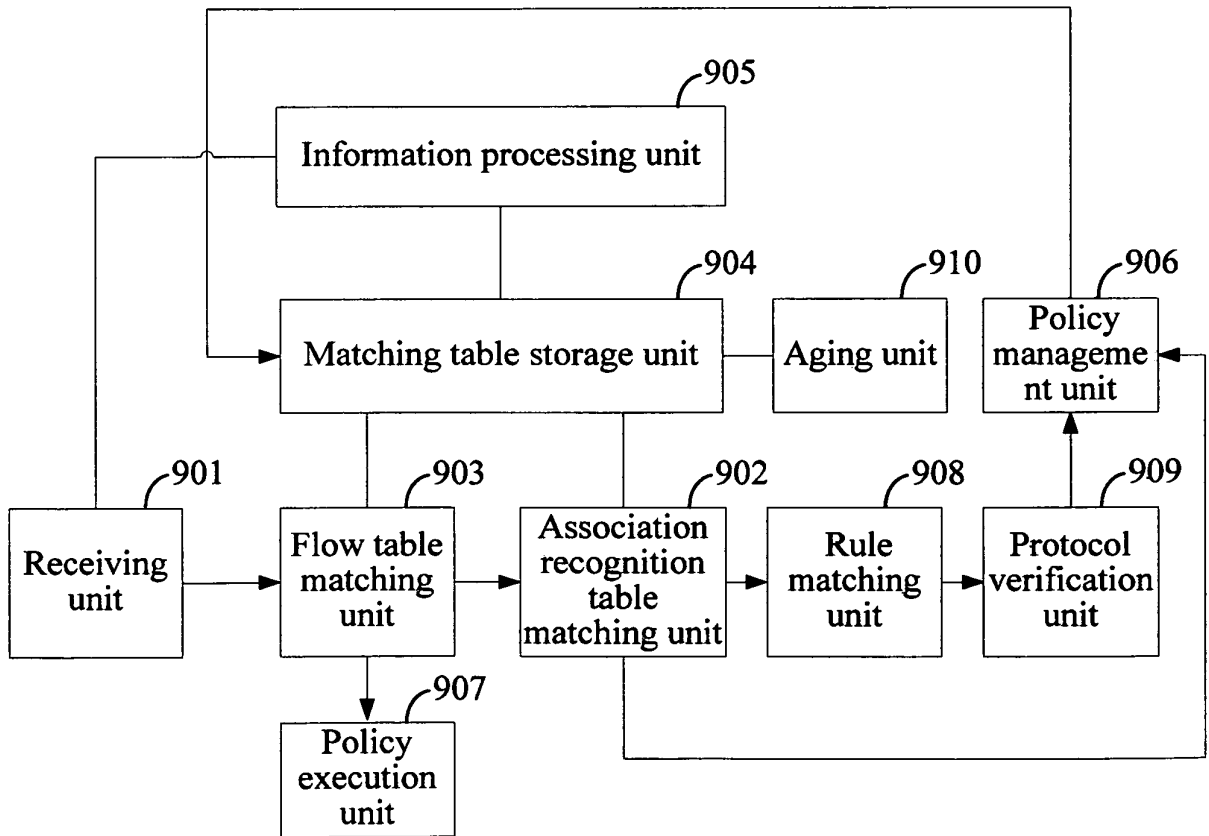 905
Information processing unit
904
Matching table storage unit
910
Aging unit
906
Policy
manageme
nt unit
901
Receiving
unit
903
Flow table
matching
unit
902
Association
recognition
table
matching unit
908
Rule
matching
unit
909
Protocol
verification
unit
907
Policy
execution
unit